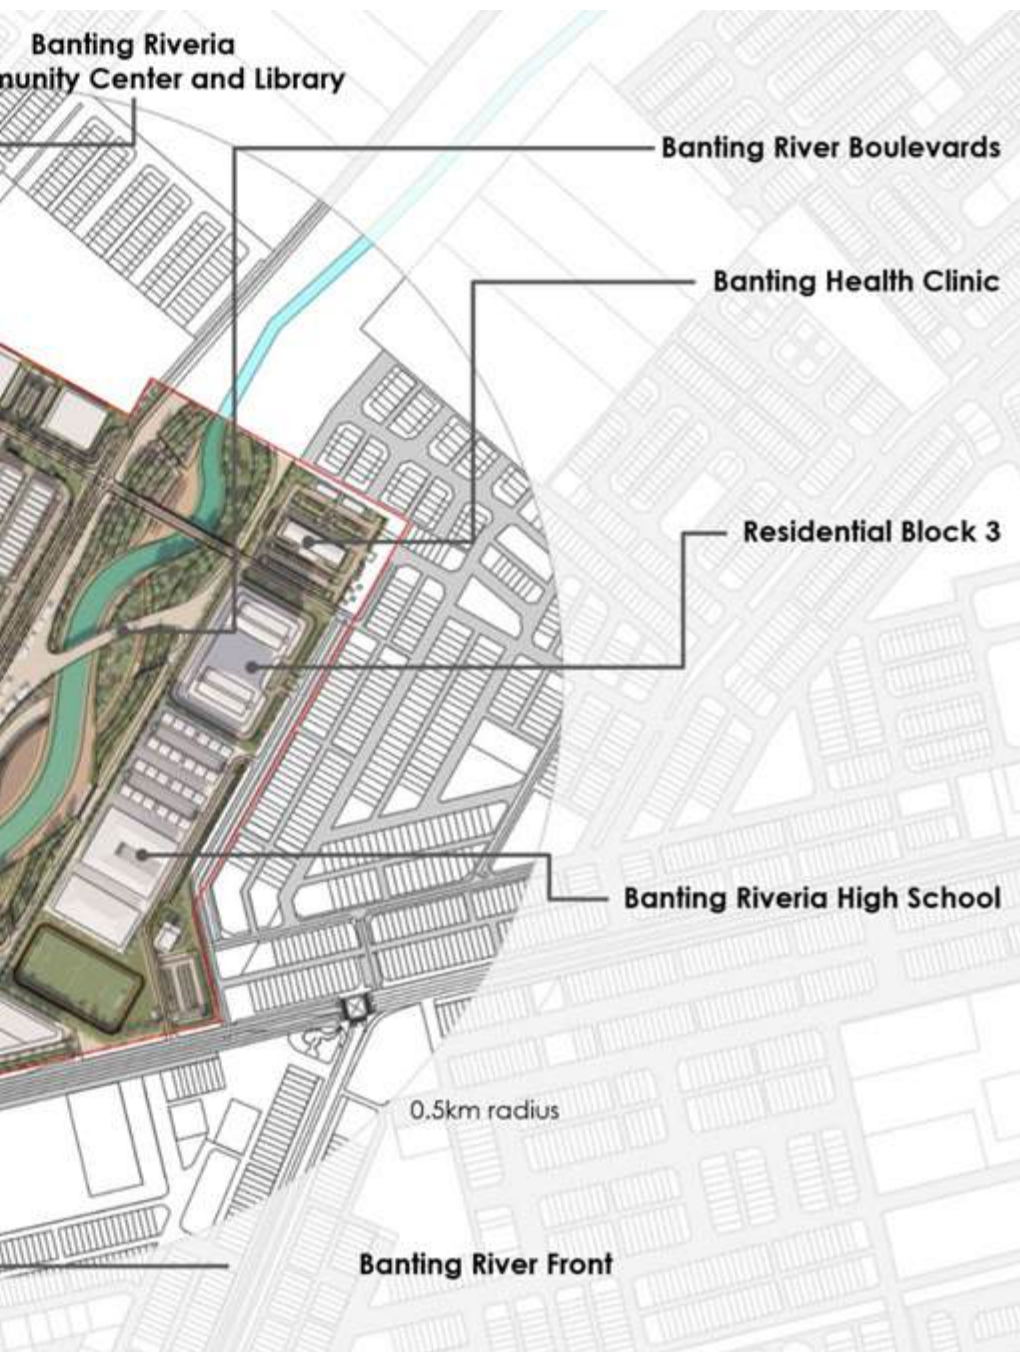 Banting Riveria
munity Center and Library
Banting River Boulevards
Banting Health Clinic
Residential Block 3
Banting Riveria High School
0.5km radius
Banting River Front